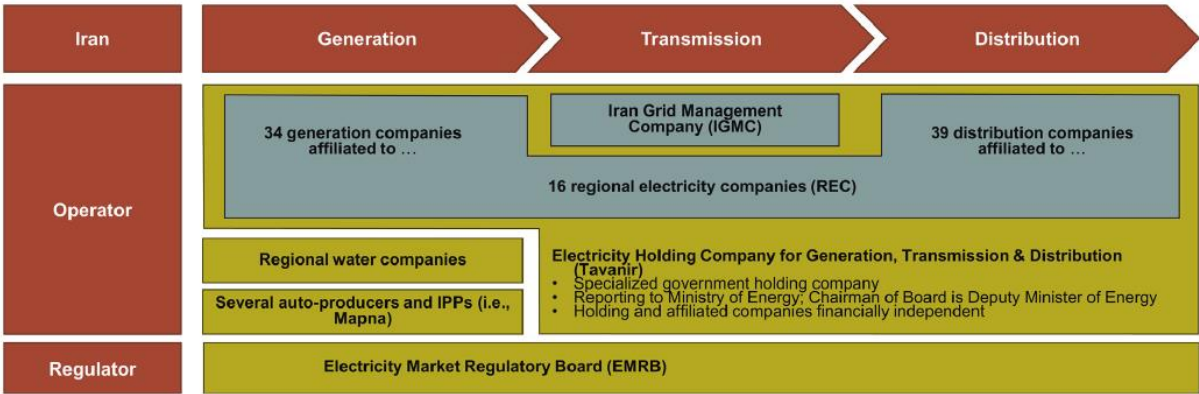 Iran
Generation
Transmission
Distribution
Operator
34 generation companies
affiliated to …
Iran Grid Management
Company (IGMC)
39 distribution companies
affiliated to …
16 regional electricity companies (REC)
Regional water companies
Several auto-producers and IPPs (i.e.,
Mapna)
Electricity Holding Company for Generation, Transmission & Distribution
(Tavanir)
• Specialized government holding company
• Reporting to Ministry of Energy; Chairman of Board is Deputy Minister of Energy
• Holding and affiliated companies financially independent
Regulator
Electricity Market Regulatory Board (EMRB)